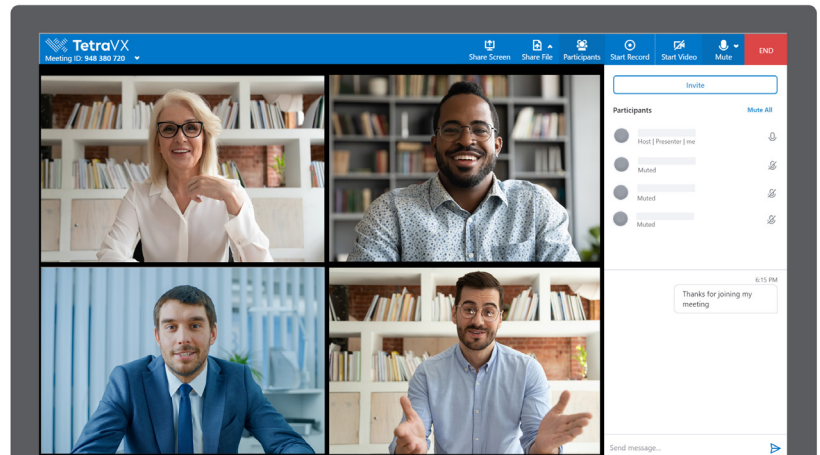 TetraVX
Meeting ID: 948 380 720
Share Screen
Share File
Participants
Start Record
Start Video
Mute
END
Invite
Participants
Mute All
Host | Presenter | me
Muted
Muted
Muted
6:15 PM
Thanks for joining my
meeting
Send message...